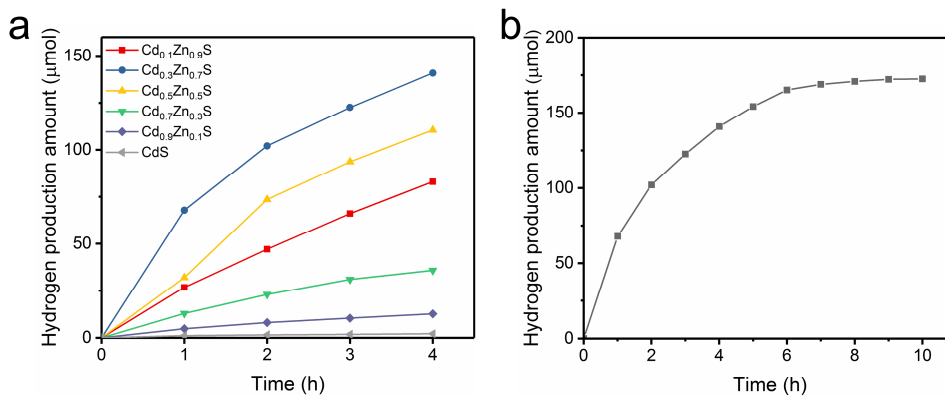 a
Hydrogen production amount (μmol)
150
100
50
0
Cd0.1Zn0.9S
Cd0.3Zn0.7S
Cd0.5Zn0.5S
Cd0.7Zn0.3S
Cd0.9Zn0.1S
CdS
0 1 2 3 4
Time (h)
b
Hydrogen production amount (μmol)
200
150
100
50
0
0 2 4 6 8 10
Time (h)